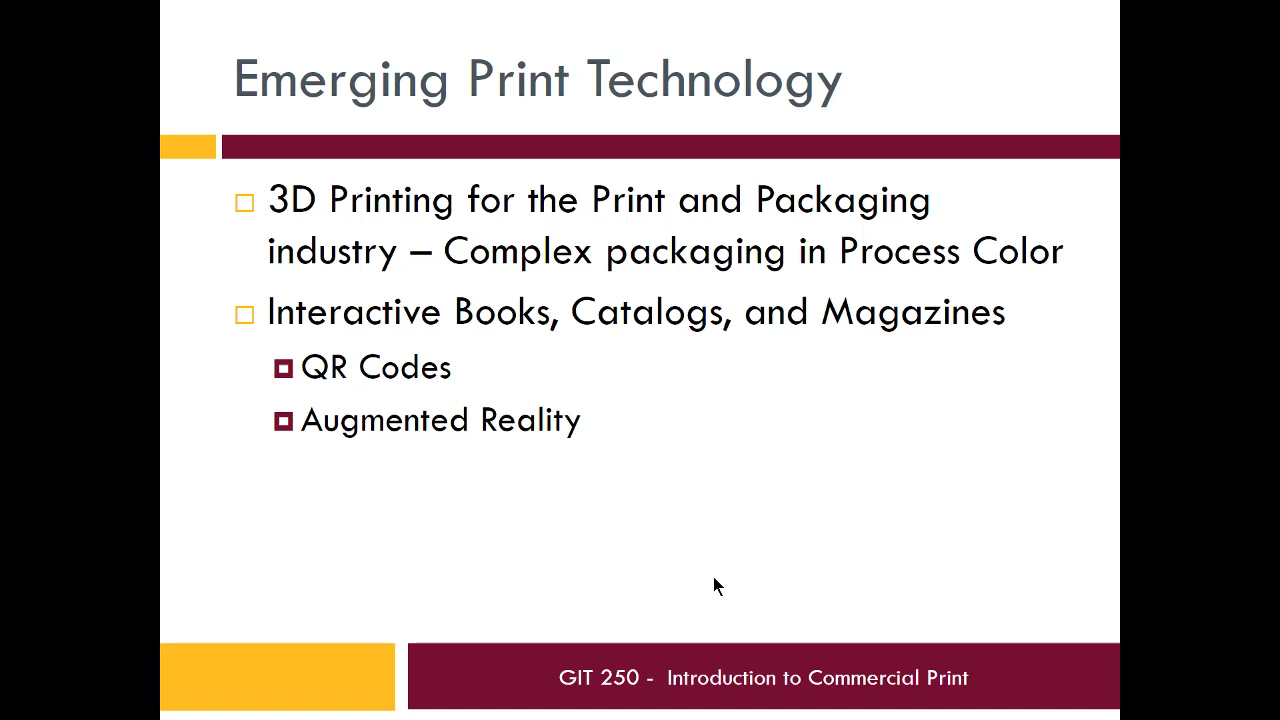 Emerging Print Technology
3D Printing for the Print and Packaging
industry – Complex packaging in Process Color
Interactive Books, Catalogs, and Magazines
QR Codes
Augmented Reality
GIT 250 - Introduction to Commercial Print